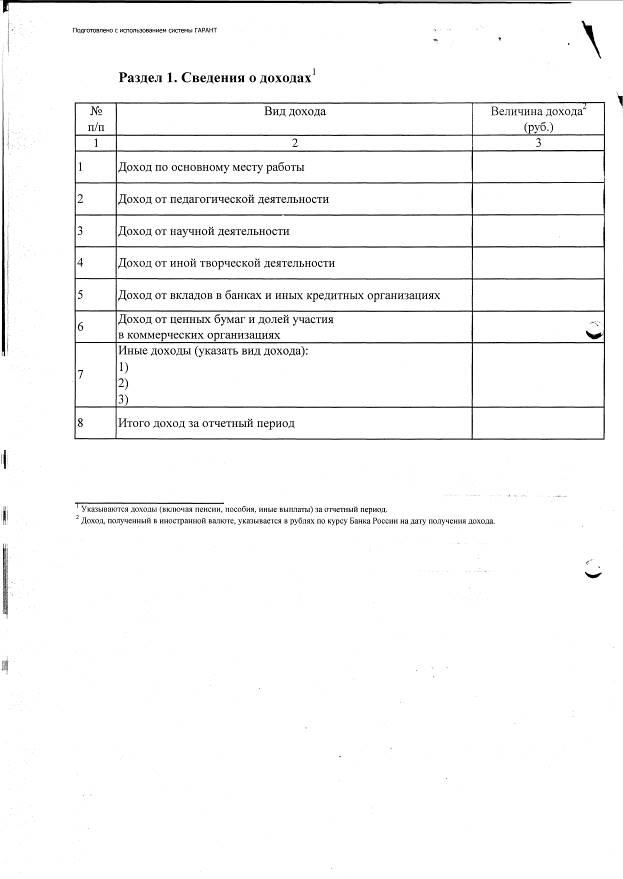 Подготовлено с использованием системы ГАРАНТ
Раздел 1. Сведения о доходах1
№ п/п
Вид дохода
Величина дохода2 (руб.)
1
2
3
1
Доход по основному месту работы
2
Доход от педагогической деятельности
3
Доход от научной деятельности
4
Доход от иной творческой деятельности
5
Доход от вкладов в банках и иных кредитных организациях
6
Доход от ценных бумаг и долей участия
в коммерческих организациях
7
Иные доходы (указать вид дохода):
1)
2)
3)
8
Итого доход за отчетный период
1 Указываются доходы (включая пенсии, пособия, иные выплаты) за отчетный период.
2 Доход, полученный в иностранной валюте, указывается в рублях по курсу Банка России на дату получения дохода.